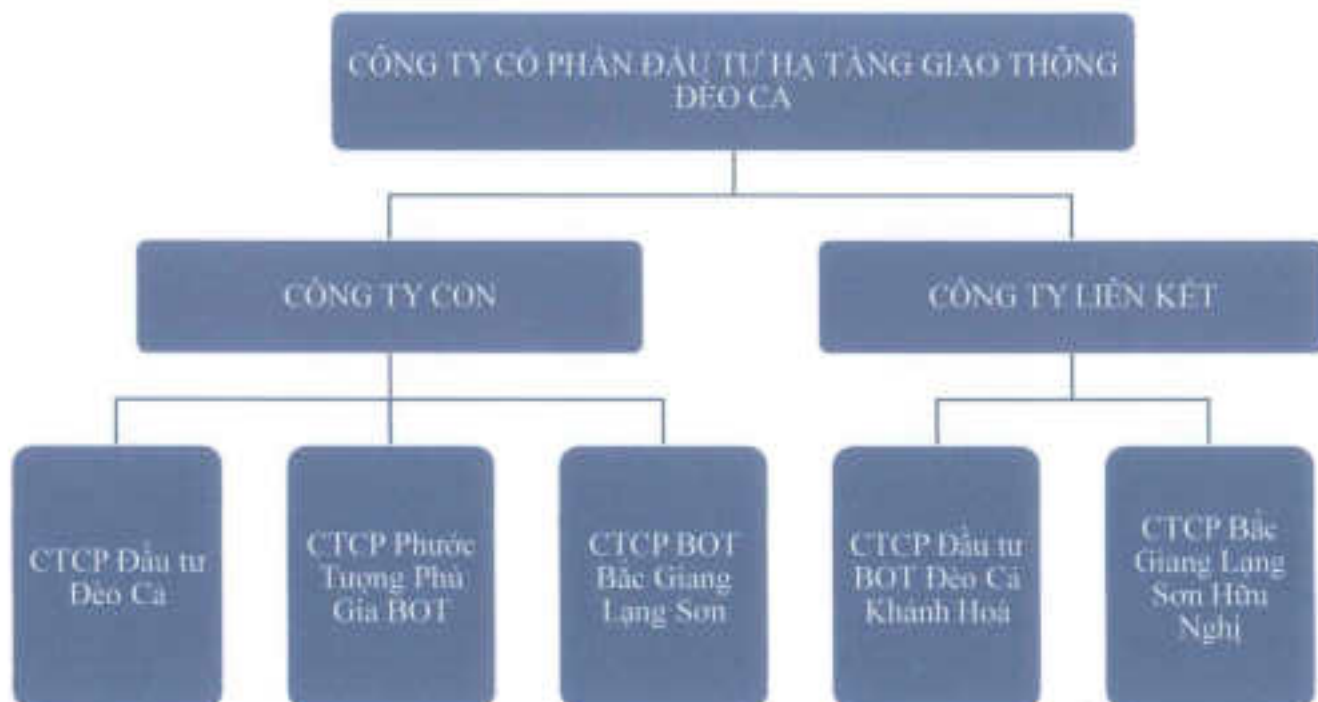 CÔNG TY CỔ PHẦN ĐẦU TƯ HẠ TẦNG GIAO THÔNG
ĐÈO CẢ
CÔNG TY CON
CÔNG TY LIÊN KẾT
CTCP Đầu tư
Đèo Cả
CTCP Phước
Tượng Phú
Gia BOT
CTCP BOT
Bắc Giang
Lạng Sơn
CTCP Đầu tư
BOT Đèo Cả
Khánh Hoà
CTCP Bắc
Giang Lạng
Sơn Hữu
Nghị